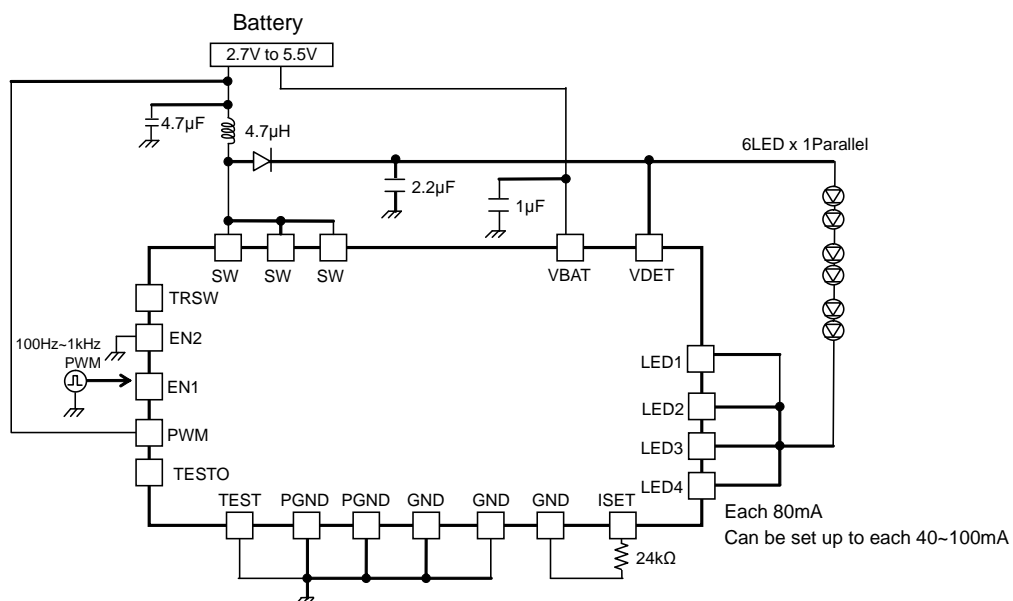 Battery
2.7V to 5.5V
4.7µF
4.7µH
6LED x 1Parallel
2.2µF
1µF
SW
SW
SW
VBAT
VDET
TRSW
100Hz~1kHz
PWM
EN2
EN1
PWM
TESTO
LED1
LED2
LED3
LED4
TEST
PGND
PGND
GND
GND
GND
ISET
24kΩ
Each 80mA
Can be set up to each 40~100mA